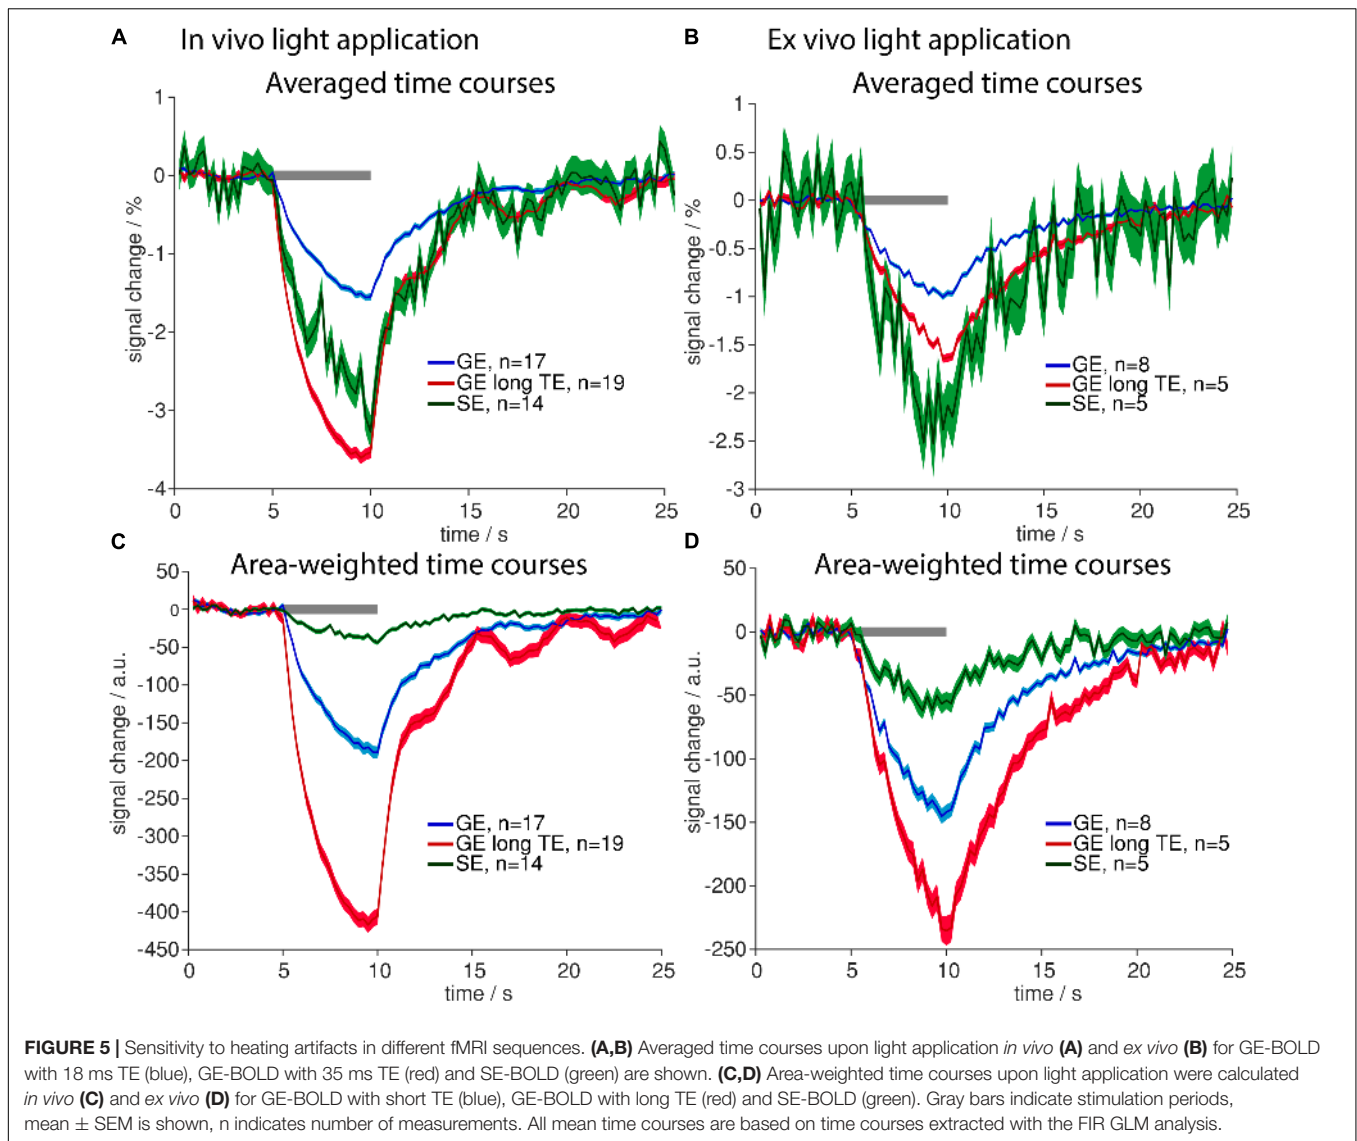 A In vivo light application
Averaged time courses
1
0
-1
-2
-3
-4
signal change / %
GE, n=17
GE long TE, n=19
SE, n=14
0 5 10 15 20 25
time / s
B Ex vivo light application
Averaged time courses
1
0.5
0
-0.5
-1
-1.5
-2
-2.5
-3
signal change / %
GE, n=8
GE long TE, n=5
SE, n=5
0 5 10 15 20 25
time / s
C
Area-weighted time courses
50
0
-50
-100
-150
-200
-250
-300
-350
-400
-450
signal change / a.u.
GE, n=17
GE long TE, n=19
SE, n=14
0 5 10 15 20 25
time / s
D
Area-weighted time courses
50
0
-50
-100
-150
-200
-250
signal change / a.u.
GE, n=8
GE long TE, n=5
SE, n=5
0 5 10 15 20 25
time / s
FIGURE 5 | Sensitivity to heating artifacts in different fMRI sequences. (A,B) Averaged time courses upon light application in vivo (A) and ex vivo (B) for GE-BOLD
with 18 ms TE (blue), GE-BOLD with 35 ms TE (red) and SE-BOLD (green) are shown. (C,D) Area-weighted time courses upon light application were calculated
in vivo (C) and ex vivo (D) for GE-BOLD with short TE (blue), GE-BOLD with long TE (red) and SE-BOLD (green). Gray bars indicate stimulation periods,
mean ± SEM is shown, n indicates number of measurements. All mean time courses are based on time courses extracted with the FIR GLM analysis.